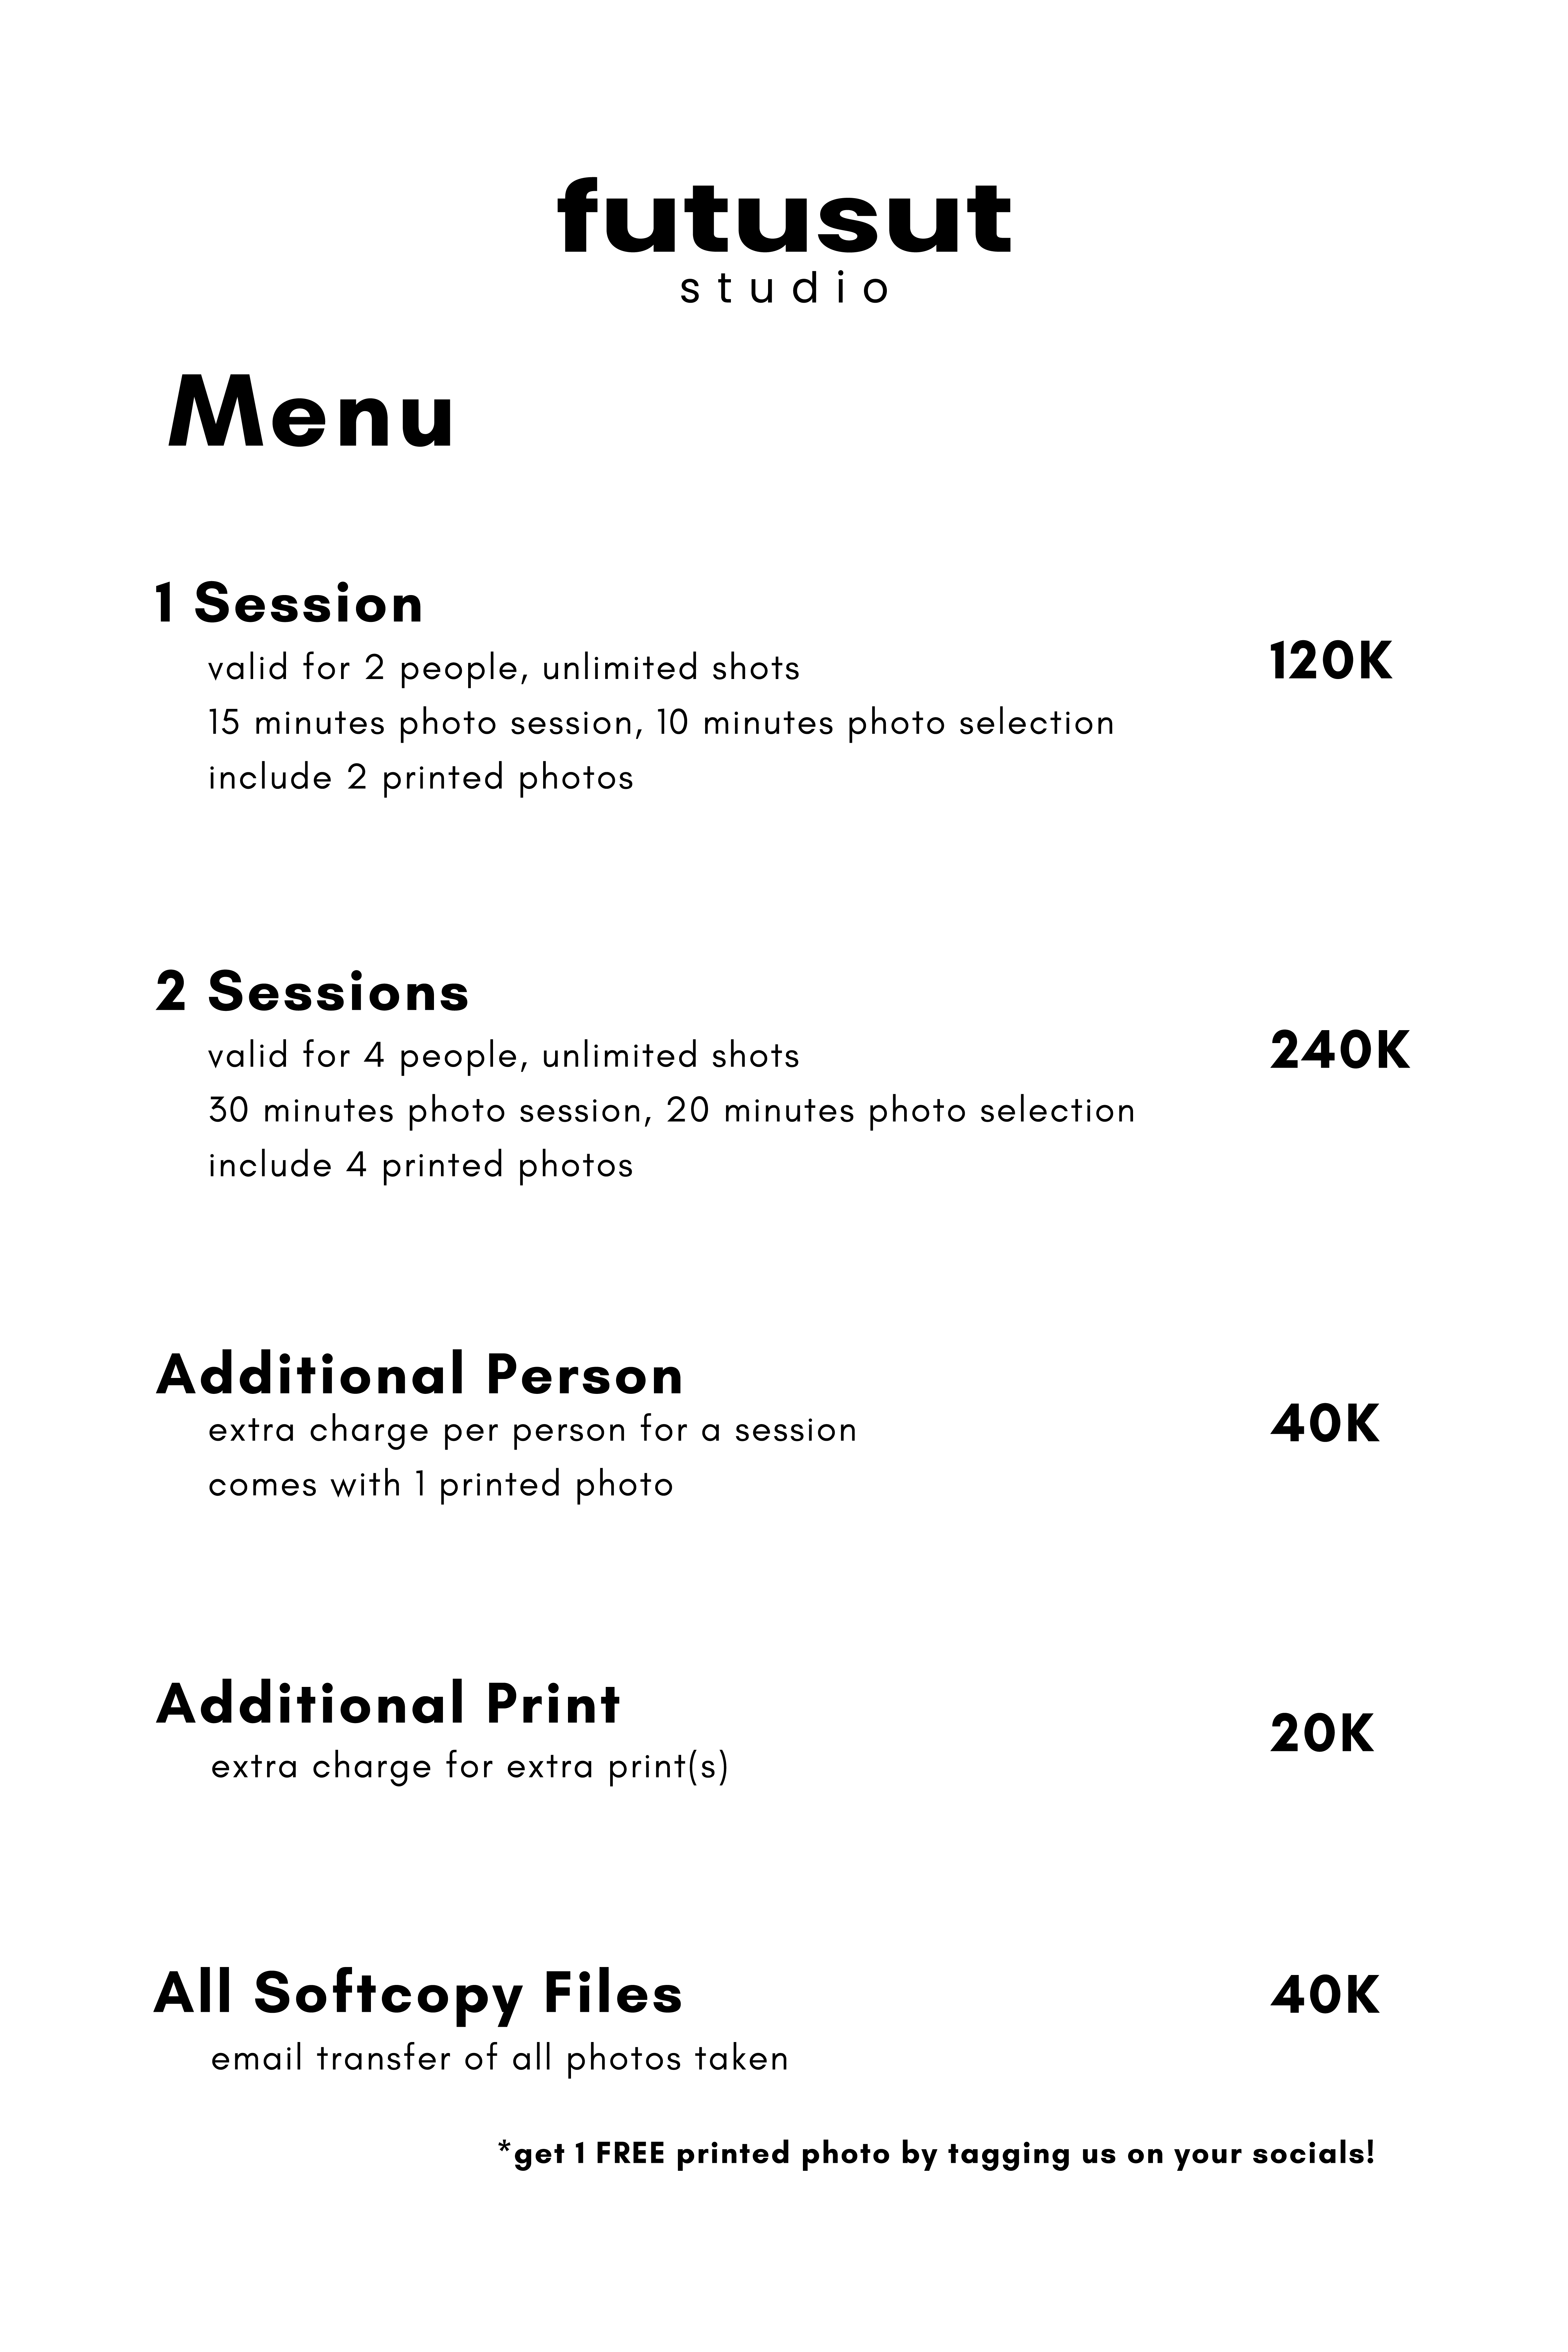 futusut
studio
Menu
1 Session
120K
valid for 2 people, unlimited shots
15 minutes photo session, 10 minutes photo selection
include 2 printed photos
2 Sessions
240K
valid for 4 people, unlimited shots
30 minutes photo session, 20 minutes photo selection
include 4 printed photos
Additional Person
40K
extra charge per person for a session
comes with 1 printed photo
Additional Print
20K
extra charge for extra print(s)
All Softcopy Files
40K
email transfer of all photos taken
*get 1 FREE printed photo by tagging us on your socials!